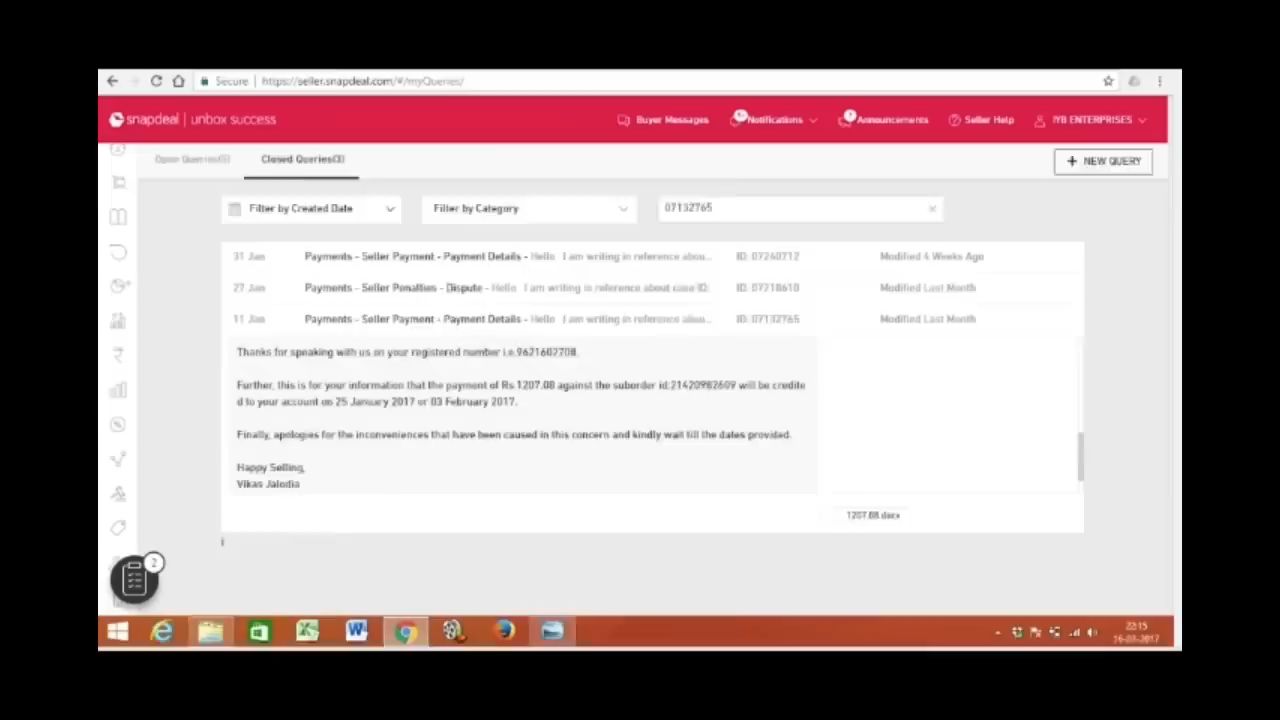 Secure | https://seller.snapdeal.com/#/myQueries/
snapdeal | unbox success
Buyer Messages
Notifications
Announcements
Seller Help
IYB ENTERPRISES
Open Queries(0)
Closed Queries(3)
+ NEW QUERY
Filter by Created Date
Filter by Category
07132765
31 Jan Payments - Seller Payment - Payment Details - Hello I am writing in reference abou... ID: 07240712 Modified 4 Weeks Ago
27 Jan Payments - Seller Penalties - Dispute - Hello I am writing in reference about case ID: ID: 07218610 Modified Last Month
11 Jan Payments - Seller Payment - Payment Details - Hello I am writing in reference abou... ID: 07132765 Modified Last Month
Thanks for speaking with us on your registered number i.e.9621602708.
Further, this is for your information that the payment of Rs 1207.08 against the suborder id:21420982609 will be credite
d to your account on 25 January 2017 or 03 February 2017.
Finally, apologies for the inconveniences that have been caused in this concern and kindly wait till the dates provided.
Happy Selling,
Vikas Jalodia
1207.08.docx
2
22:15